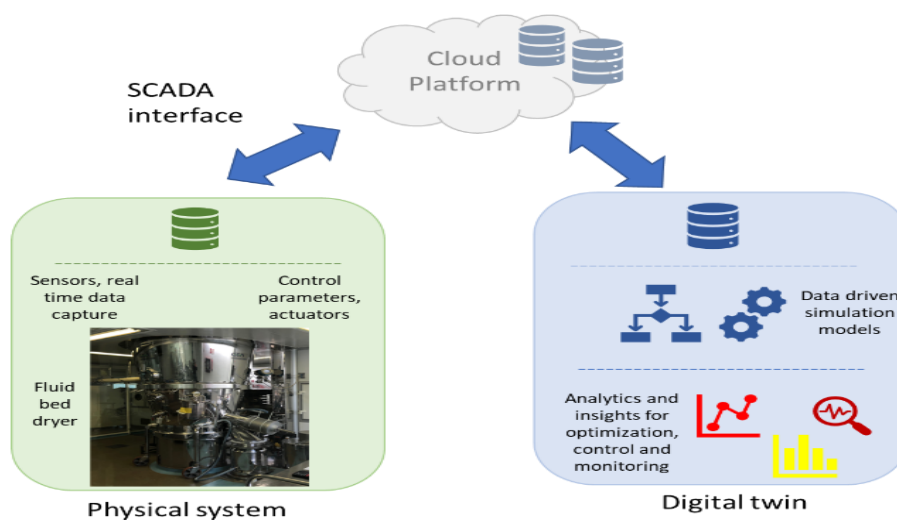 Cloud
Platform
SCADA
interface
Sensors, real
time data
capture
Control
parameters,
actuators
Fluid
bed
dryer
Physical system
Data driven
simulation
models
Analytics and
insights for
optimization,
control and
monitoring
Digital twin